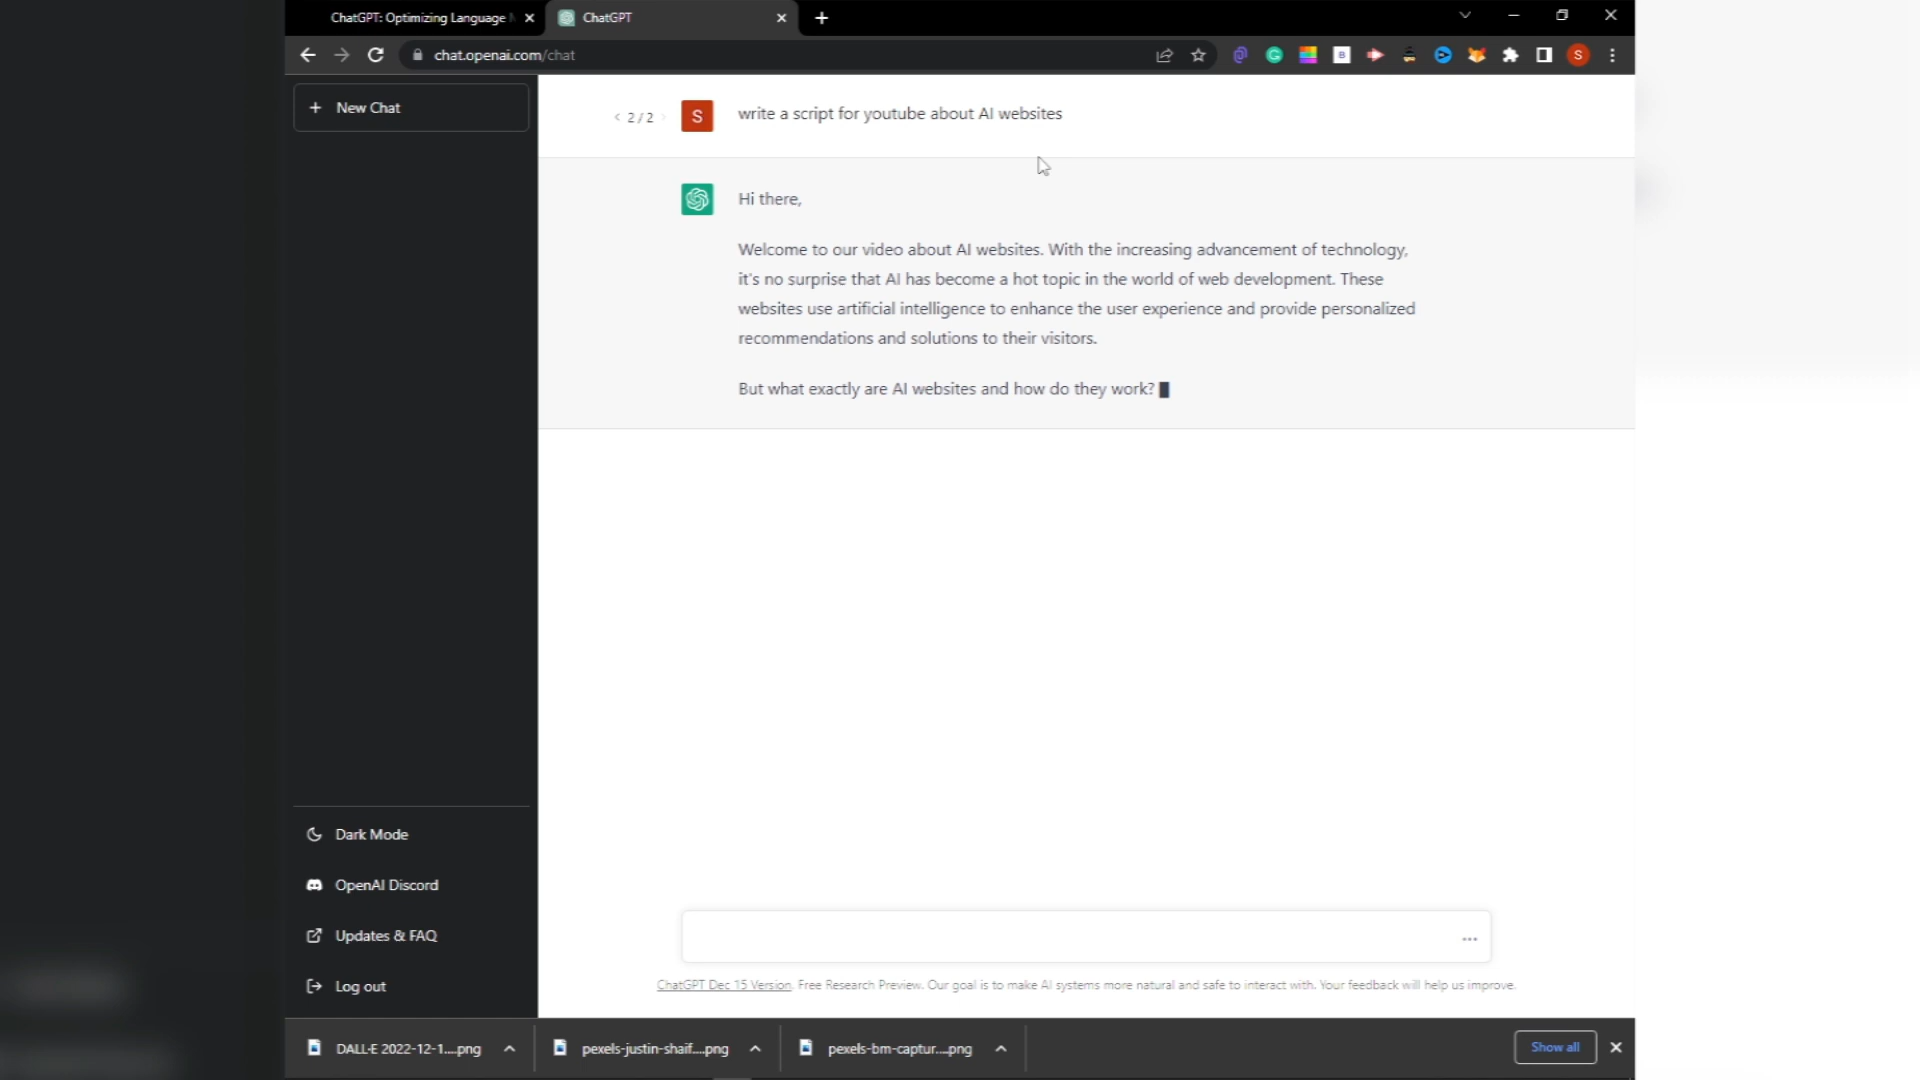 ChatGPT: Optimizing Language
ChatGPT
chat.openai.com/chat
S
New Chat
2 / 2
S
write a script for youtube about AI websites
Hi there,
Welcome to our video about AI websites. With the increasing advancement of technology,
it's no surprise that AI has become a hot topic in the world of web development. These
websites use artificial intelligence to enhance the user experience and provide personalized
recommendations and solutions to their visitors.
But what exactly are AI websites and how do they work?
Dark Mode
OpenAI Discord
Updates & FAQ
Log out
ChatGPT Dec 15 Version. Free Research Preview. Our goal is to make AI systems more natural and safe to interact with. Your feedback will help us improve.
DALL·E 2022-12-1....png
pexels-justin-shaif....png
pexels-bm-captur....png
Show all